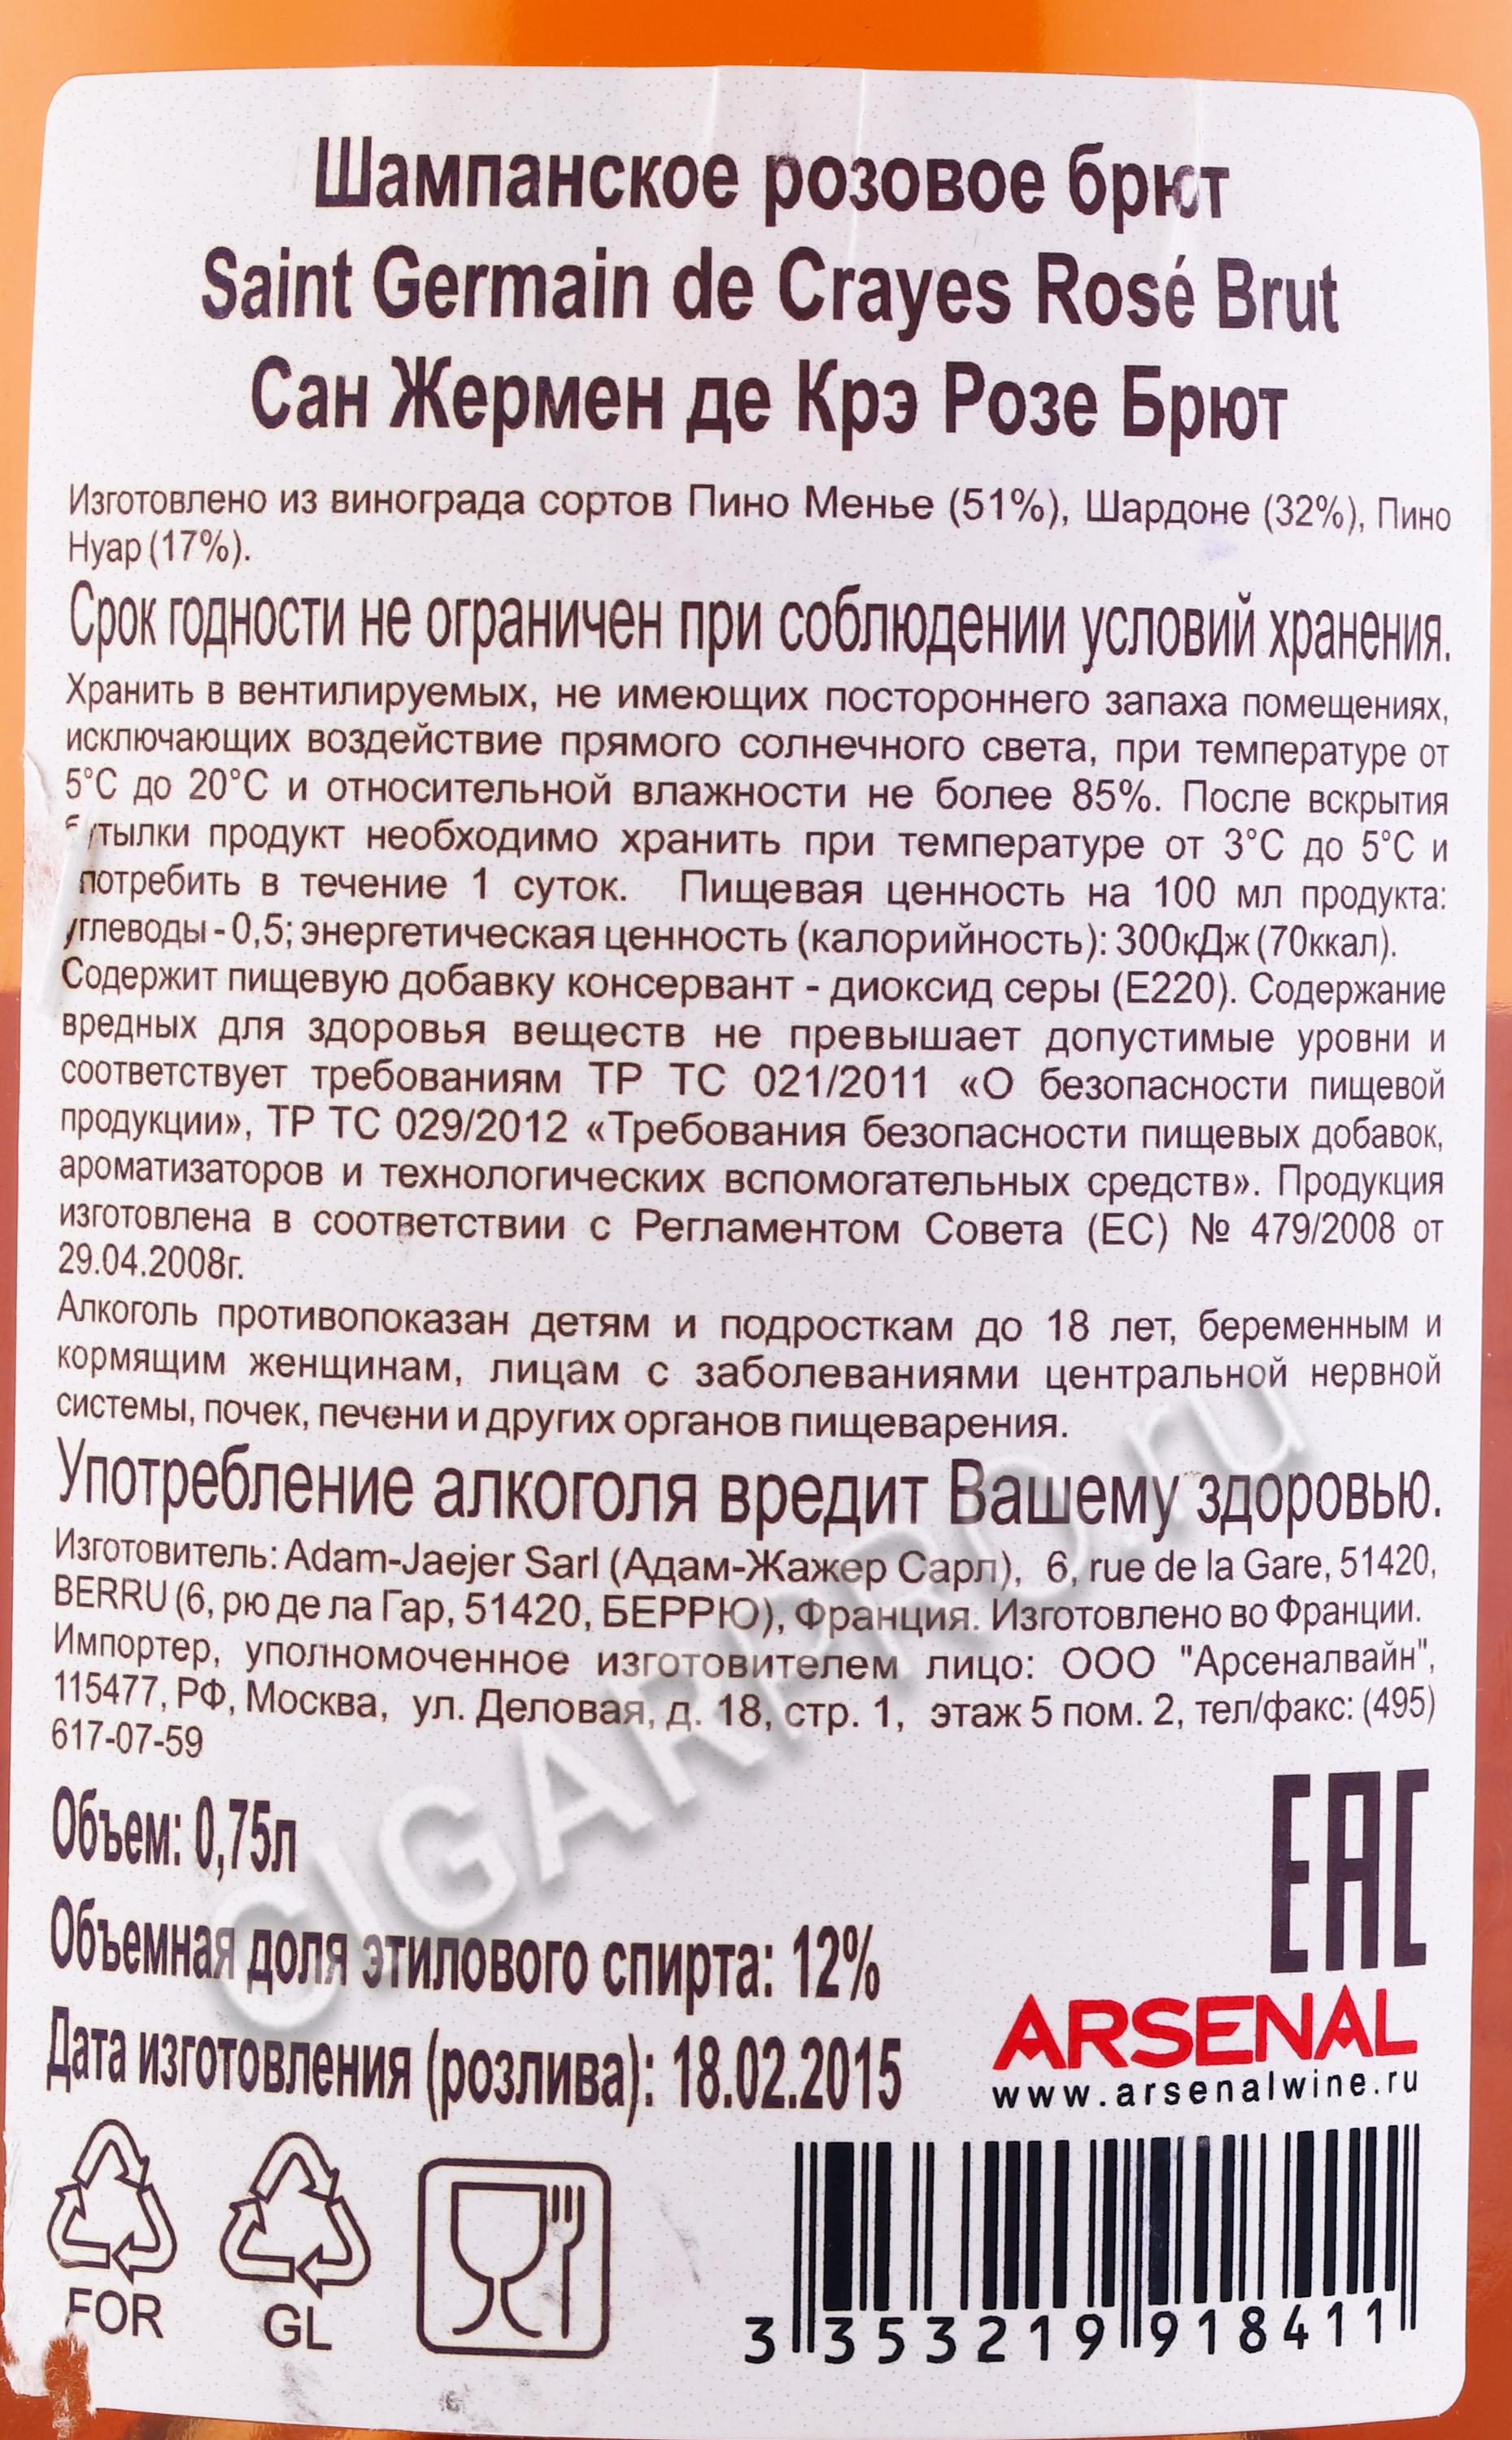 Шампанское розовое брют
Saint Germain de Crayes Rosé Brut
Сан Жермен де Крэ Розе Брют
Изготовлено из винограда сортов Пино Менье (51%), Шардоне (32%), Пино
Нуар (17%).
Срок годности не ограничен при соблюдении условий хранения.
Хранить в вентилируемых, не имеющих постороннего запаха помещениях,
исключающих воздействие прямого солнечного света, при температуре от
5°С до 20°С и относительной влажности не более 85%. После вскрытия
бутылки продукт необходимо хранить при температуре от 3°С до 5°С и
потребить в течение 1 суток. Пищевая ценность на 100 мл продукта:
углеводы - 0,5; энергетическая ценность (калорийность): 300кДж (70ккал).
Содержит пищевую добавку консервант - диоксид серы (Е220). Содержание
вредных для здоровья веществ не превышает допустимые уровни и
соответствует требованиям ТР ТС 021/2011 «О безопасности пищевой
продукции», ТР ТС 029/2012 «Требования безопасности пищевых добавок,
ароматизаторов и технологических вспомогательных средств». Продукция
изготовлена в соответствии с Регламентом Совета (ЕС) № 479/2008 от
29.04.2008г.
Алкоголь противопоказан детям и подросткам до 18 лет, беременным и
кормящим женщинам, лицам с заболеваниями центральной нервной
системы, почек, печени и других органов пищеварения.
Употребление алкоголя вредит Вашему здоровью.
Изготовитель: Adam-Jaejer Sarl (Адам-Жажер Сарл), 6, rue de la Gare, 51420,
BERRU (6, рю де ла Гар, 51420, БЕРРЮ), Франция. Изготовлено во Франции.
Импортер, уполномоченное изготовителем лицо: ООО "Арсеналвайн",
115477, РФ, Москва, ул. Деловая, д. 18, стр. 1, этаж 5 пом. 2, тел/факс: (495)
617-07-59
Объем: 0,75л
Объемная доля этилового спирта: 12%
Дата изготовления (розлива): 18.02.2015
EAC
ARSENAL
www.arsenalwine.ru
FOR
GL
3 353219 918411
CIGARPRO.ru